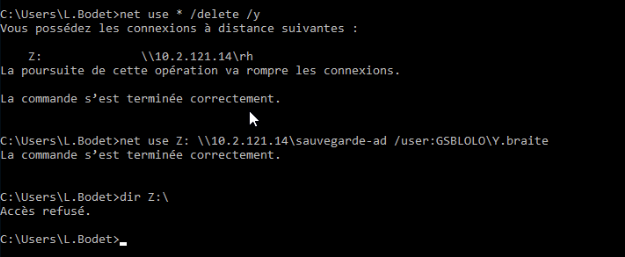 C:\Users\L.Bodet>net use * /delete /y
Vous possédez les connexions à distance suivantes :
Z: \\10.2.121.14\rh
La poursuite de cette opération va rompre les connexions.
La commande s’est terminée correctement.
C:\Users\L.Bodet>net use Z: \\10.2.121.14\sauvegarde-ad /user:GSBLOLO\Y.braite
La commande s’est terminée correctement.
C:\Users\L.Bodet>dir Z:\
Accès refusé.
C:\Users\L.Bodet>